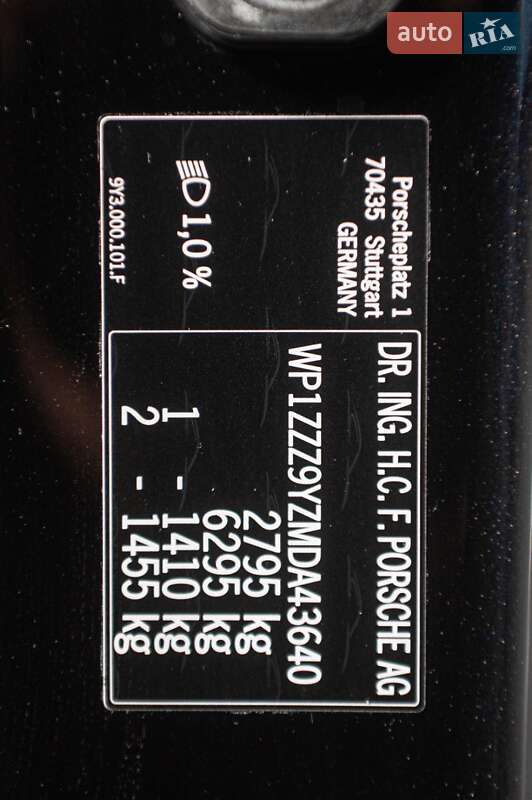 auto RIA.com
DR. ING. H.C. F. PORSCHE AG
WP1ZZZ9YZMDA43640
2795 kg
6295 kg
1 - 1410 kg
2 - 1455 kg
Porscheplatz 1
70435 Stuttgart
GERMANY
1,0 %
9Y3.000.101.F